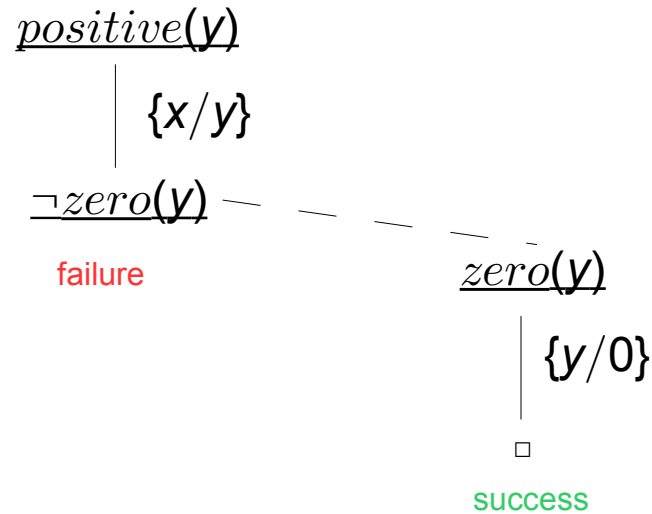 positive(y)
{x/y}
¬zero(y)
failure
zero(y)
{y/0}
□
success